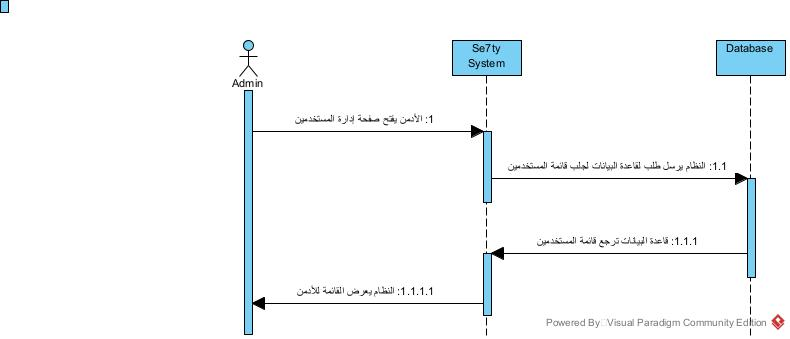 Se7ty
System
Database
Admin
1: الأدمن يفتح صفحة إدارة المستخدمين
1.1: النظام يرسل طلب لقاعدة البيانات لجلب قائمة المستخدمين
1.1.1: قاعدة البيانات ترجع قائمة المستخدمين
1.1.1.1: النظام يعرض القائمة للأدمن
Powered By Visual Paradigm Community Edition